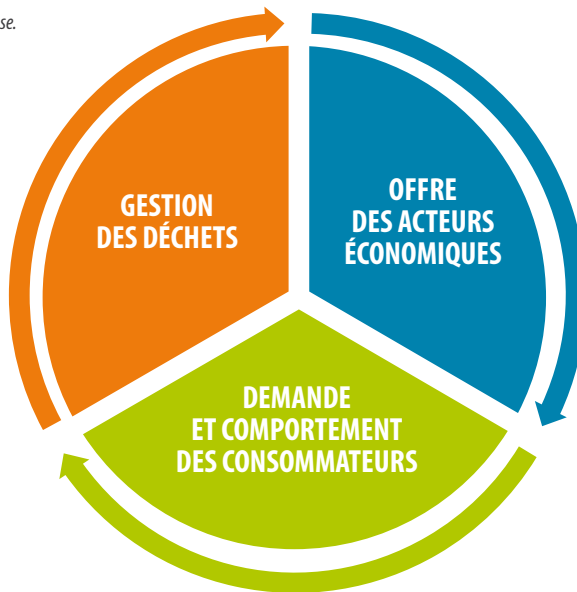 se.
GESTION
DES DÉCHETS
OFFRE
DES ACTEURS
ÉCONOMIQUES
DEMANDE
ET COMPORTEMENT
DES CONSOMMATEURS